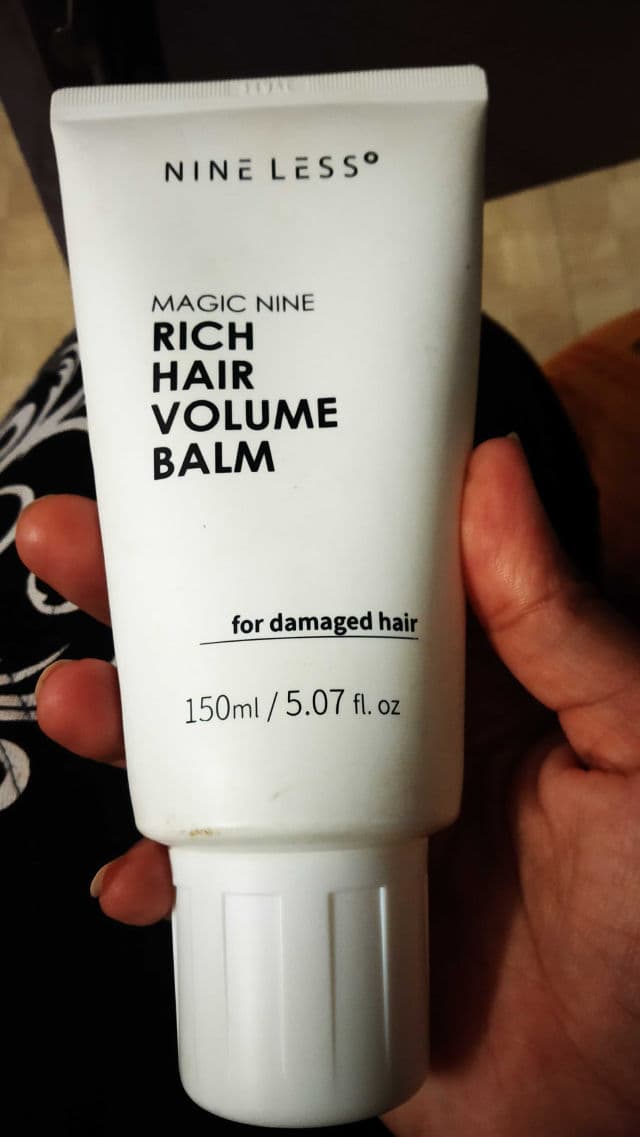 NINE LESS
MAGIC NINE
RICH
HAIR
VOLUME
BALM
for damaged hair
150ml / 5.07 fl. oz